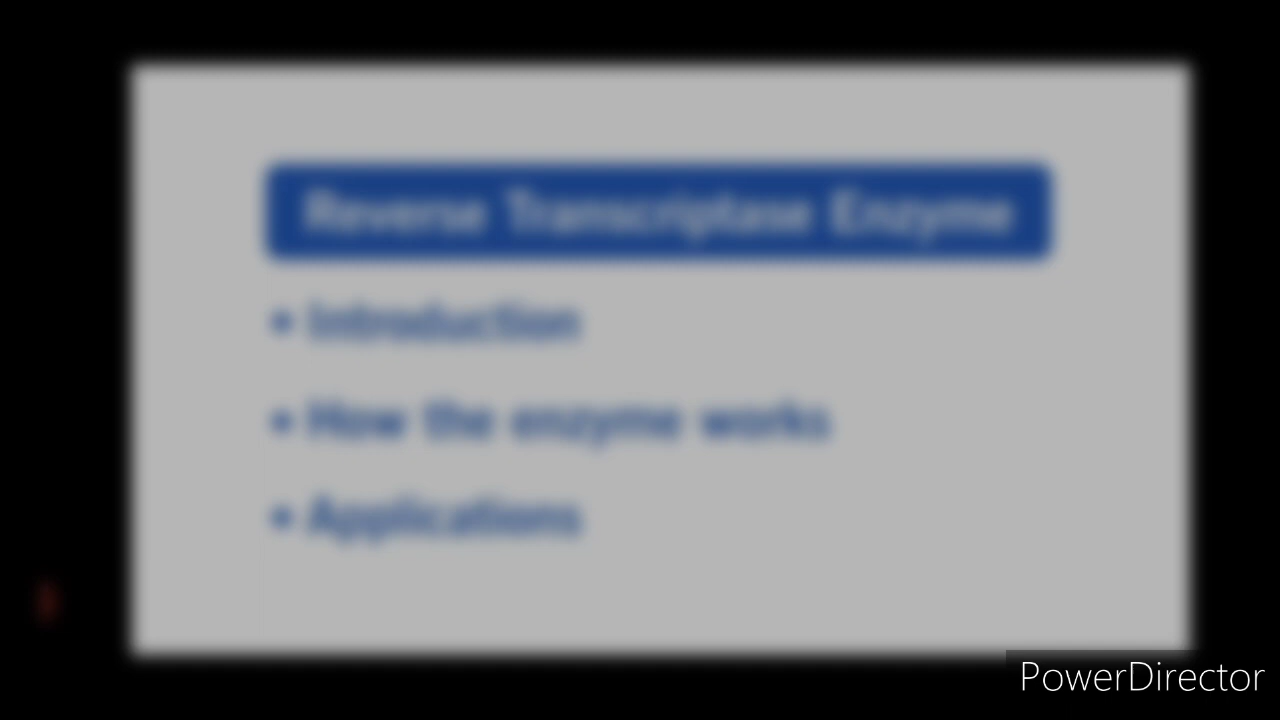 Reverse Transcriptase Enzyme
• Introduction
• How the enzyme works
• Applications
PowerDirector